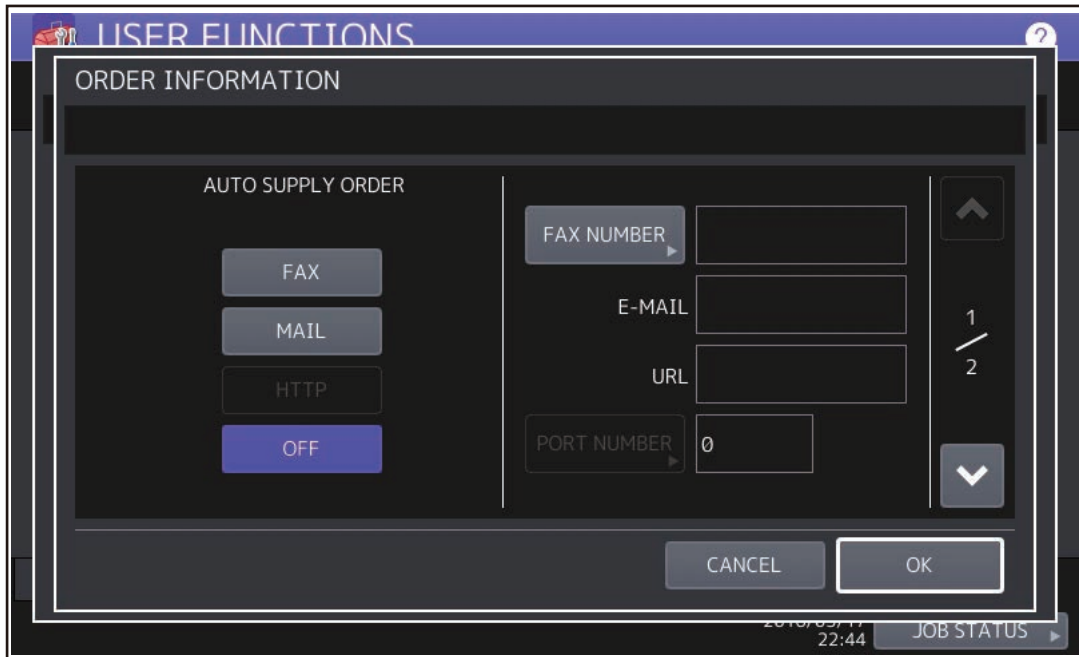 USER FUNCTIONS
?
ORDER INFORMATION
AUTO SUPPLY ORDER
FAX
MAIL
HTTP
OFF
FAX NUMBER
E-MAIL
URL
PORT NUMBER
0
1
2
CANCEL
OK
22:44
JOB STATUS